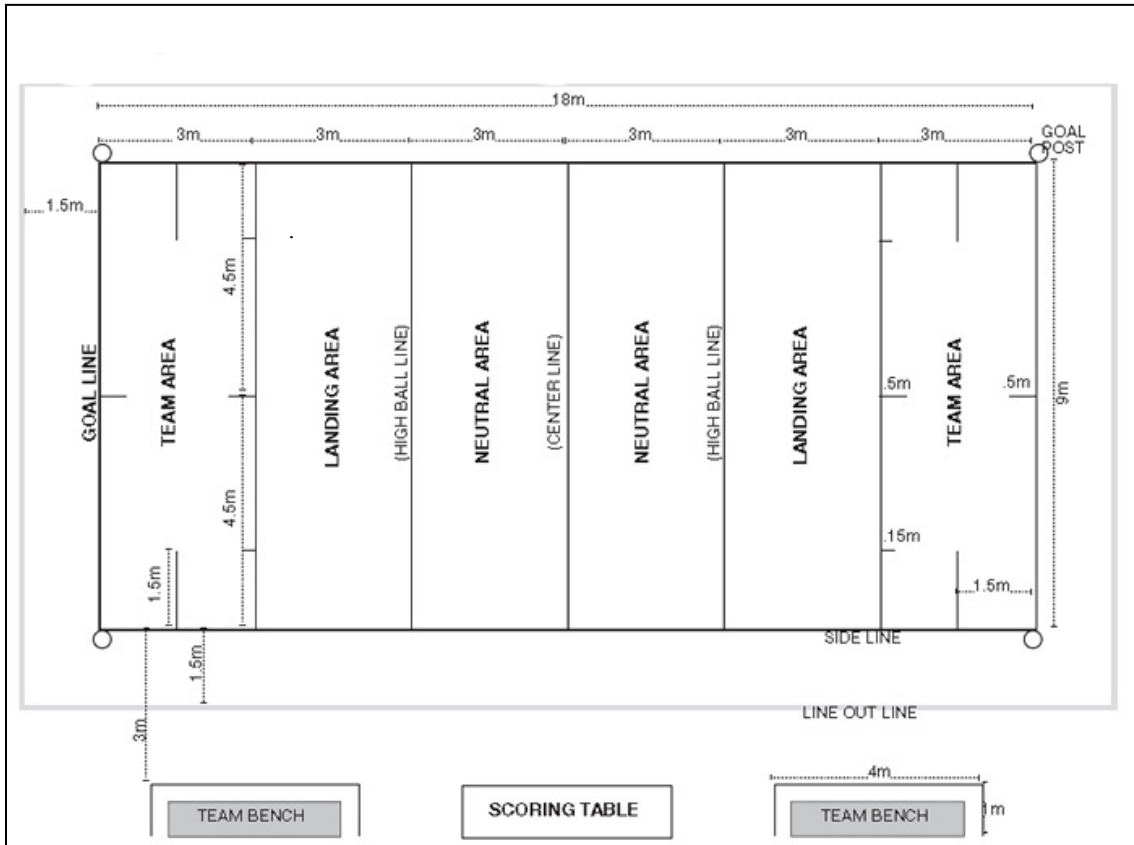 18m
3m 3m 3m 3m 3m 3m
GOAL
POST
1.5m
4.5m
4.5m
GOAL LINE
TEAM AREA
LANDING AREA
(HIGH BALL LINE)
NEUTRAL AREA
(CENTER LINE)
NEUTRAL AREA
(HIGH BALL LINE)
LANDING AREA
.5m
TEAM AREA
.5m
9m
.15m
1.5m
1.5m
SIDE LINE
1.5m
LINE OUT LINE
3m
4m
1m
TEAM BENCH
SCORING TABLE
TEAM BENCH